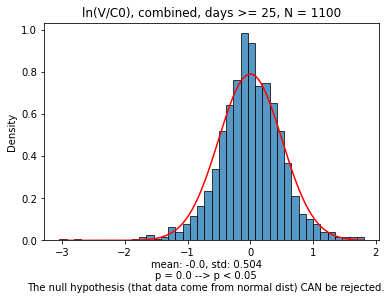 ln(V/C0), combined, days >= 25, N = 1100
1.0
0.8
0.6
0.4
0.2
0.0
Density
−3
−2
−1
0
1
2
mean: -0.0, std: 0.504
p = 0.0 --> p < 0.05
The null hypothesis (that data come from normal dist) CAN be rejected.